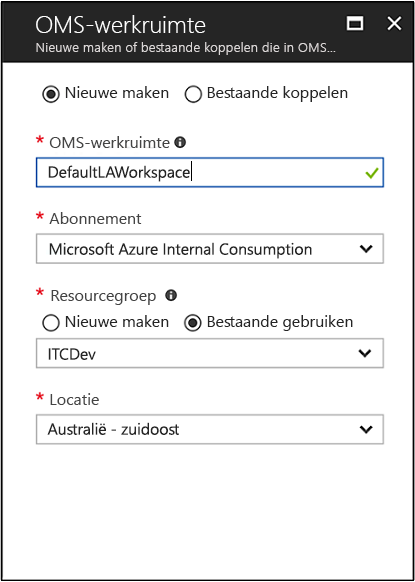 OMS-werkruimte
Nieuwe maken of bestaande koppelen die in OMS...
Nieuwe maken Bestaande koppelen
* OMS-werkruimte
DefaultLAWorkspace
* Abonnement
Microsoft Azure Internal Consumption
* Resourcegroep
Nieuwe maken Bestaande gebruiken
ITCDev
* Locatie
Australië - zuidoost